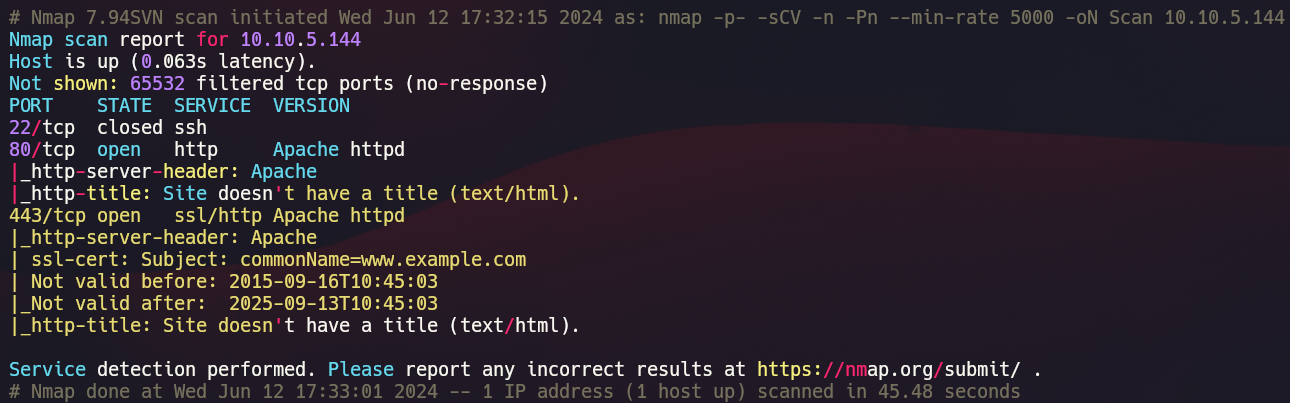 # Nmap 7.94SVN scan initiated Wed Jun 12 17:32:15 2024 as: nmap -p- -sCV -n -Pn --min-rate 5000 -oN Scan 10.10.5.144
Nmap scan report for 10.10.5.144
Host is up (0.063s latency).
Not shown: 65532 filtered tcp ports (no-response)
PORT    STATE  SERVICE  VERSION
22/tcp  closed ssh
80/tcp  open   http     Apache httpd
|_http-server-header: Apache
|_http-title: Site doesn't have a title (text/html).
443/tcp open   ssl/http Apache httpd
|_http-server-header: Apache
| ssl-cert: Subject: commonName=www.example.com
| Not valid before: 2015-09-16T10:45:03
|_Not valid after:  2025-09-13T10:45:03
|_http-title: Site doesn't have a title (text/html).

Service detection performed. Please report any incorrect results at https://nmap.org/submit/ .
# Nmap done at Wed Jun 12 17:33:01 2024 -- 1 IP address (1 host up) scanned in 45.48 seconds